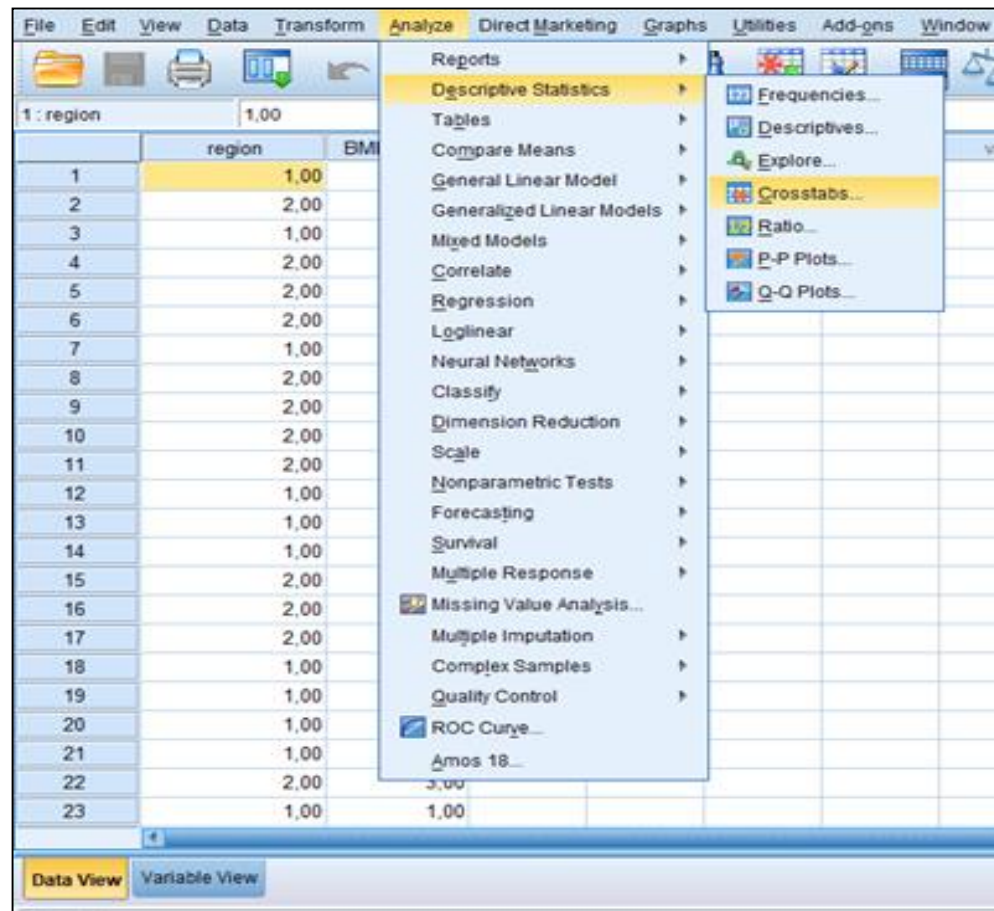 File Edit View Data Transform Analyze Direct Marketing Graphs Utilities Add-ons Window
1 : region 1,00
region BMI
1 1,00
2 2,00
3 1,00
4 2,00
5 2,00
6 2,00
7 1,00
8 2,00
9 2,00
10 2,00
11 2,00
12 1,00
13 1,00
14 1,00
15 2,00
16 2,00
17 2,00
18 1,00
19 1,00
20 1,00
21 1,00
22 2,00 3,00
23 1,00 1,00
Reports
Descriptive Statistics
Tables
Compare Means
General Linear Model
Generalized Linear Models
Mixed Models
Correlate
Regression
Loglinear
Neural Networks
Classify
Dimension Reduction
Scale
Nonparametric Tests
Forecasting
Survival
Multiple Response
Missing Value Analysis...
Multiple Imputation
Complex Samples
Quality Control
ROC Curve...
Amos 18...
Frequencies...
Descriptives...
Explore...
Crosstabs...
Ratio...
P-P Plots...
Q-Q Plots...
Data View Variable View